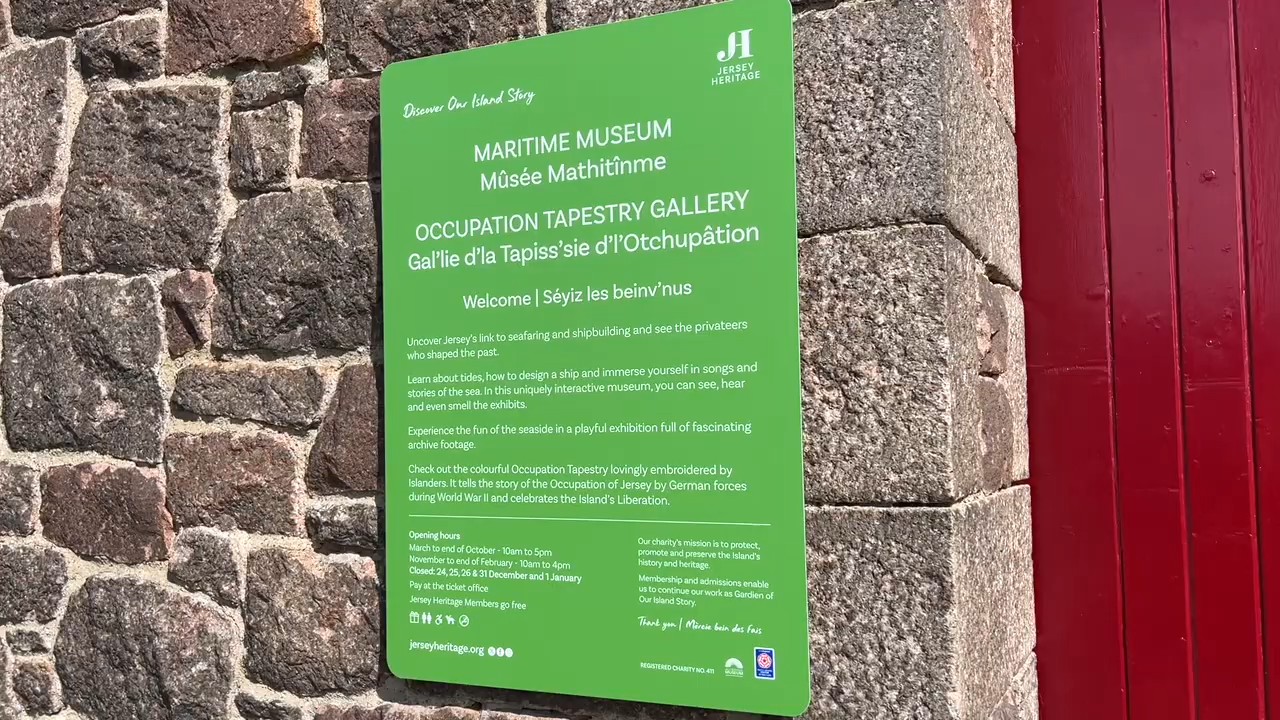 JH
JERSEY
HERITAGE
Discover Our Island Story
MARITIME MUSEUM
Mûsée Mathitînme
OCCUPATION TAPESTRY GALLERY
Gal'lie d'la Tapiss'sie d'l'Otchupâtion
Welcome | Séyiz les beinv'nus
Uncover Jersey's link to seafaring and shipbuilding and see the privateers
who shaped the past.
Learn about tides, how to design a ship and immerse yourself in songs and
stories of the sea. In this uniquely interactive museum, you can see, hear
and even smell the exhibits.
Experience the fun of the seaside in a playful exhibition full of fascinating
archive footage.
Check out the colourful Occupation Tapestry lovingly embroidered by
Islanders. It tells the story of the Occupation of Jersey by German forces
during World War II and celebrates the Island's Liberation.
Opening hours
March to end of October - 10am to 5pm
November to end of February - 10am to 4pm
Closed: 24, 25, 26 & 31 December and 1 January
Pay at the ticket office
Jersey Heritage Members go free
jerseyheritage.org
Our charity's mission is to protect,
promote and preserve the Island's
history and heritage.
Membership and admissions enable
us to continue our work as Gardien of
Our Island Story.
Thank you | Mèrcie bein des fais
REGISTERED CHARITY NO. 411